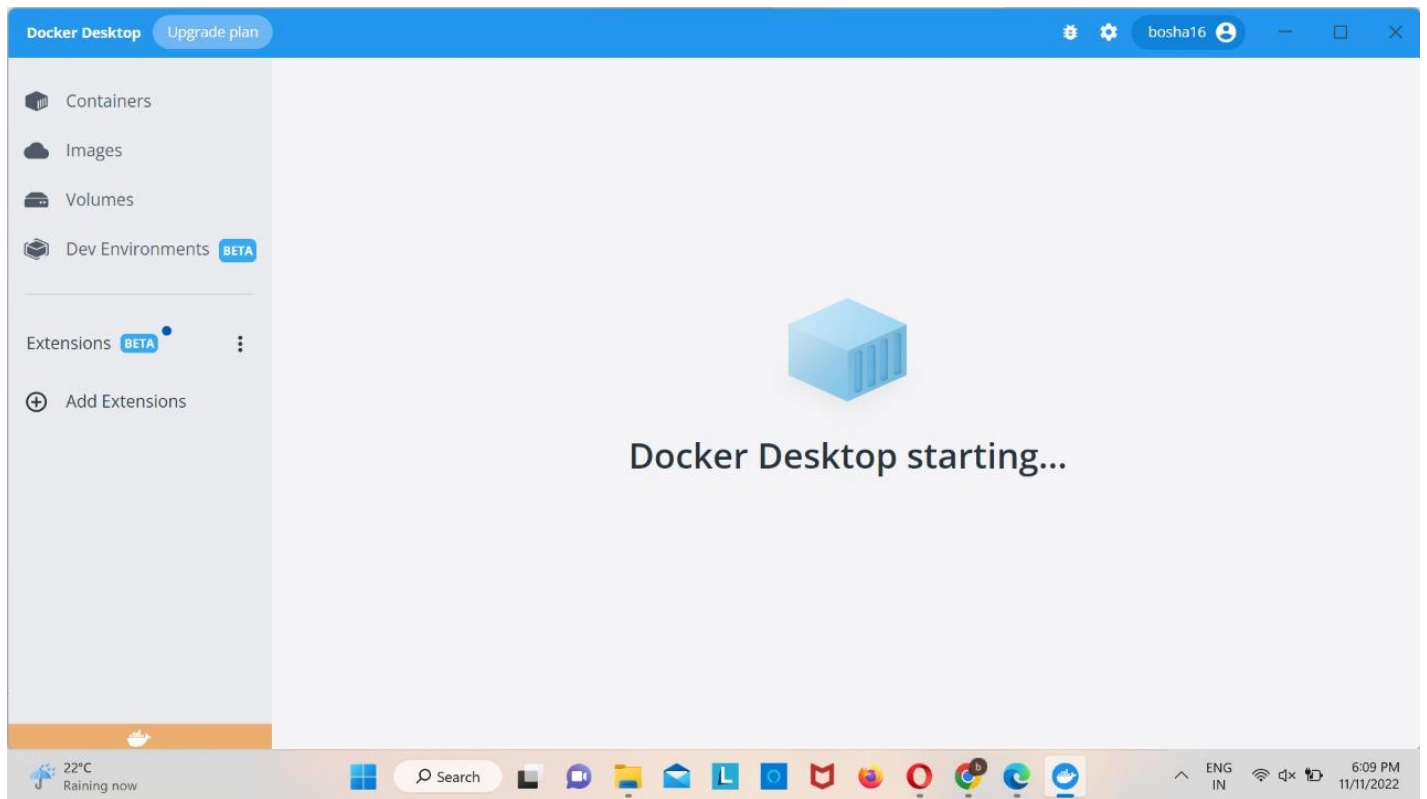 Docker Desktop Upgrade plan bosha16
Containers
Images
Volumes
Dev Environments BETA
Extensions BETA
Add Extensions
Docker Desktop starting...
22°C
Raining now
Search
L
ENG
IN
6:09 PM
11/11/2022